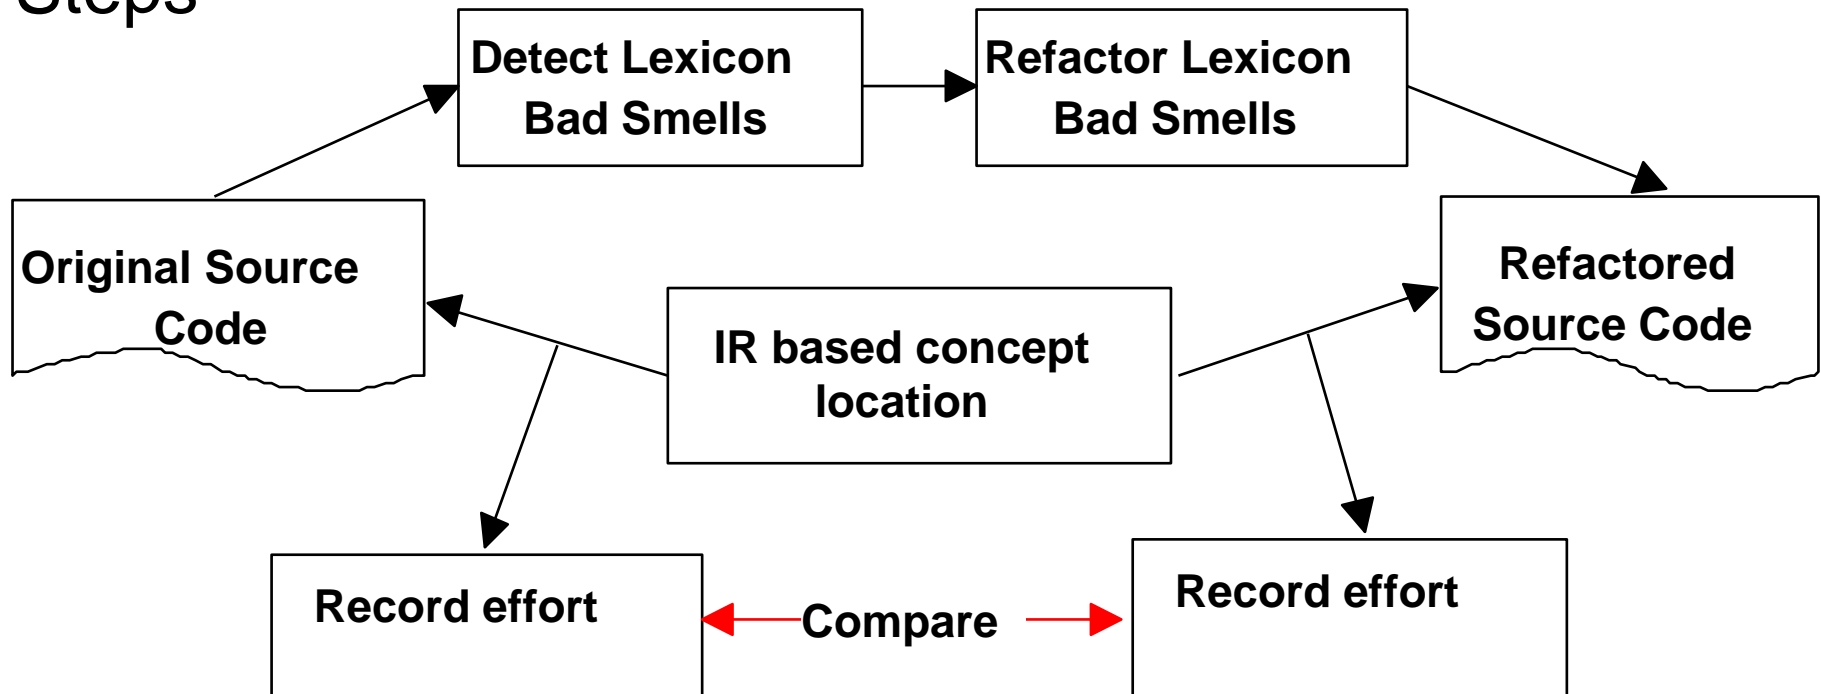 Steps
Detect Lexicon
Bad Smells
Refactor Lexicon
Bad Smells
Original Source
Code
IR based concept
location
Refactored
Source Code
Record effort
Compare
Record effort